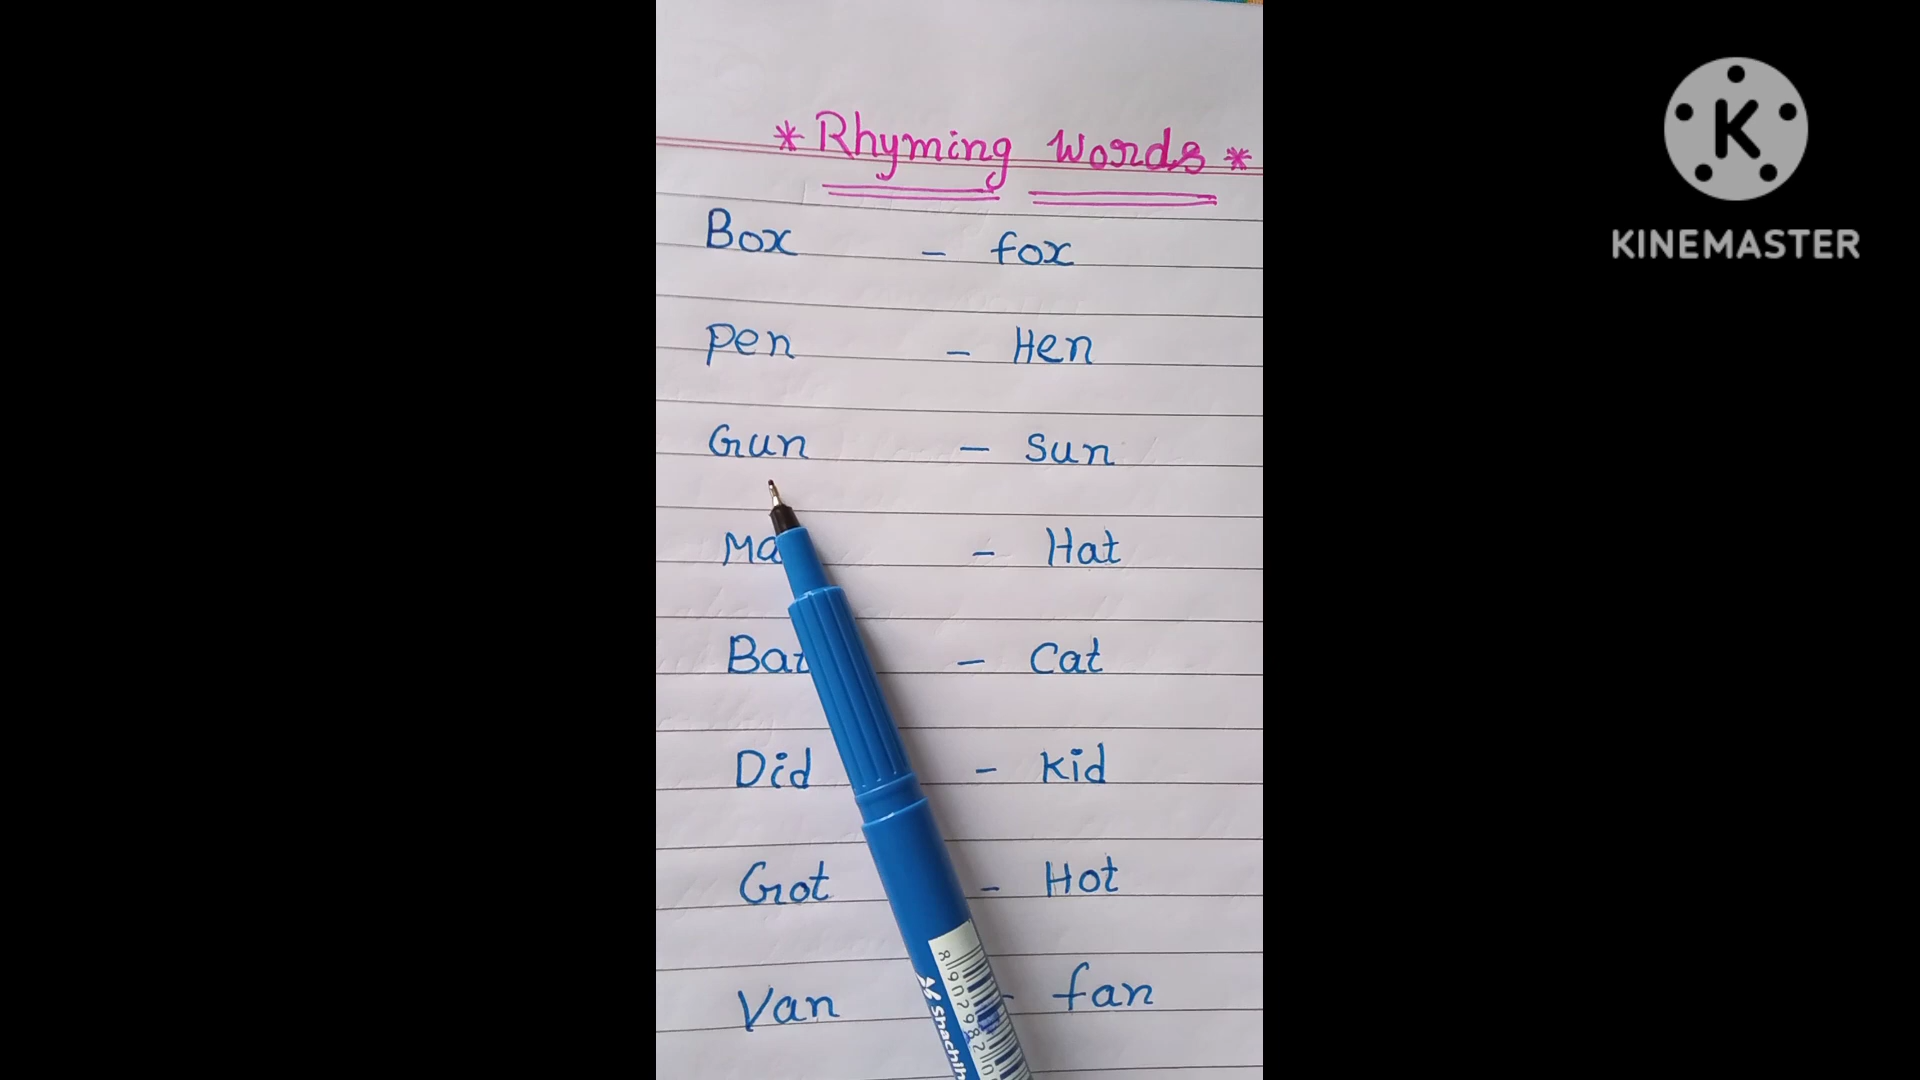 * Rhyming Words *
Box - fox
Pen - Hen
Gun - Sun
- Hat
- Cat
Did - Kid
Got - Hot
Van - fan
KINEMASTER